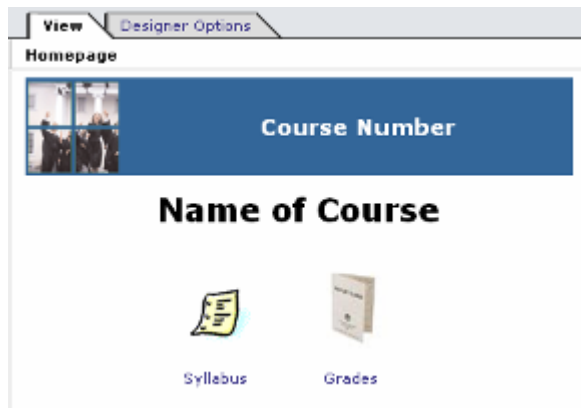 View Designer Options
Homepage
Course Number
Name of Course
Syllabus Grades